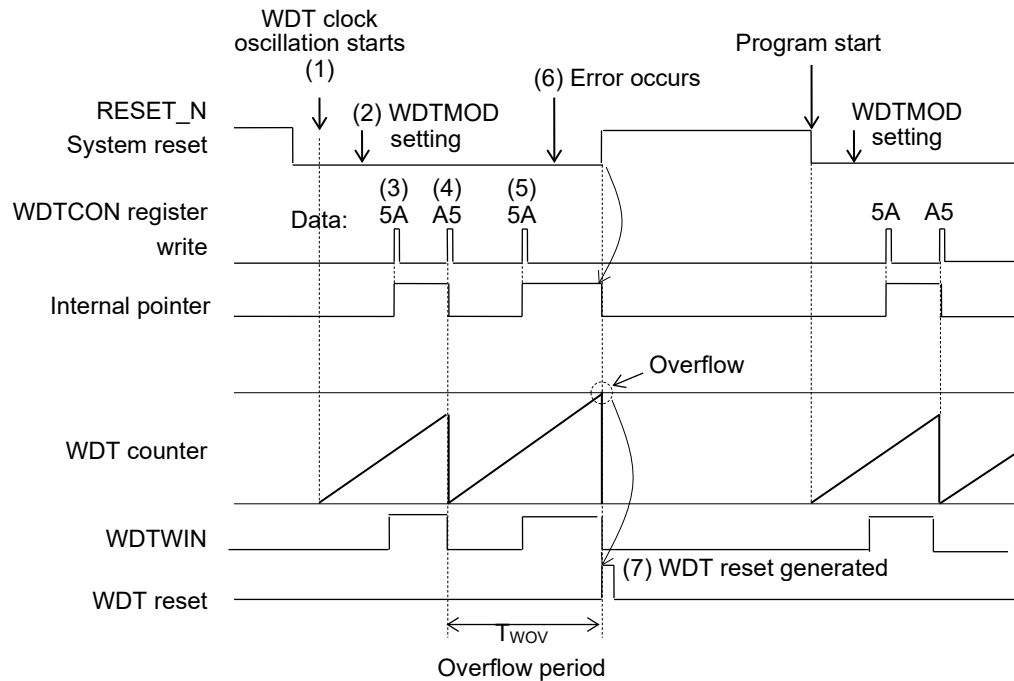 WDT clock
oscillation starts
(1)
Program start
(6) Error occurs
RESET_N
System reset
(2) WDTMOD
setting
WDTMOD
setting
WDTCON register
write
Data:
(3)
5A
(4)
A5
(5)
5A
5A
A5
Internal pointer
Overflow
WDT counter
WDTWIN
(7) WDT reset generated
WDT reset
TWOV
Overflow period